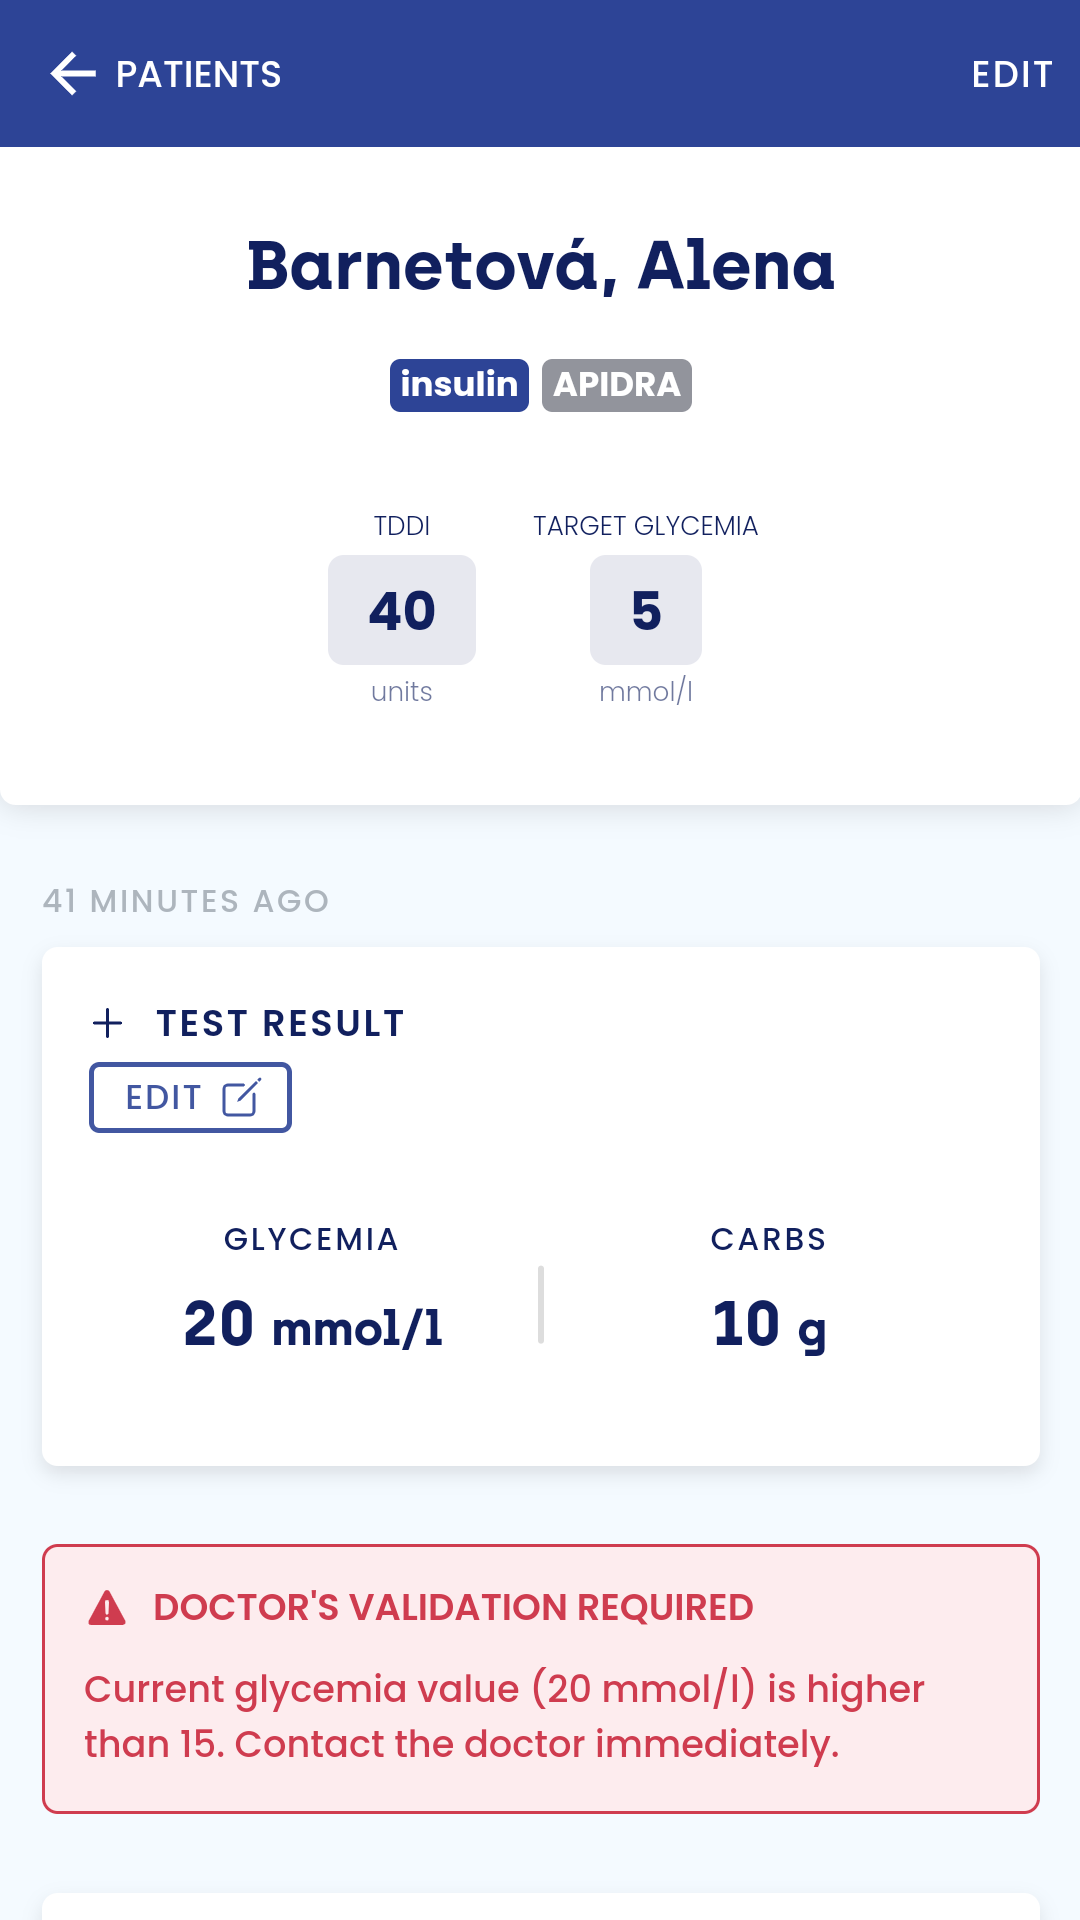 PATIENTS
EDIT
Barnetová, Alena
insulin APIDRA
TDDI
TARGET GLYCEMIA
40
5
units
mmol/l
41 MINUTES AGO
TEST RESULT
EDIT
GLYCEMIA
CARBS
20 mmol/l
10 g
DOCTOR'S VALIDATION REQUIRED
Current glycemia value (20 mmol/l) is higher
than 15. Contact the doctor immediately.